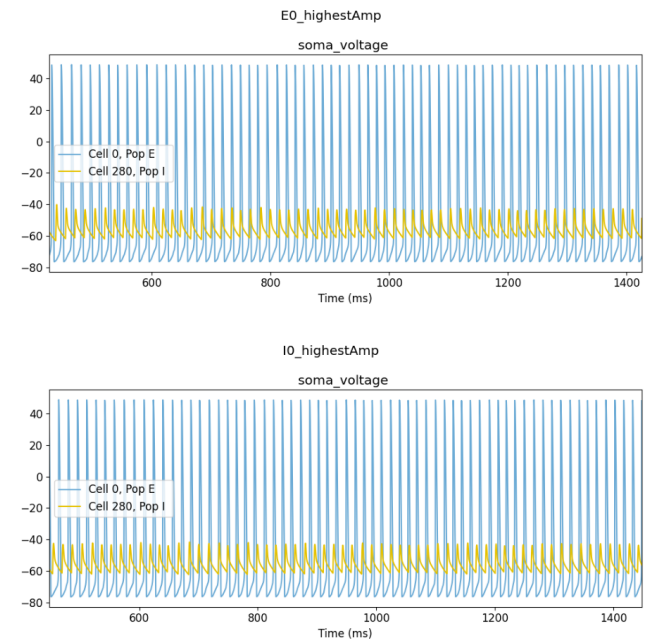 E0_highestAmp
soma_voltage
40
20
0
−20
−40
−60
−80
Cell 0, Pop E
Cell 280, Pop I
600 800 1000 1200 1400
Time (ms)
I0_highestAmp
soma_voltage
40
20
0
−20
−40
−60
−80
Cell 0, Pop E
Cell 280, Pop I
600 800 1000 1200 1400
Time (ms)